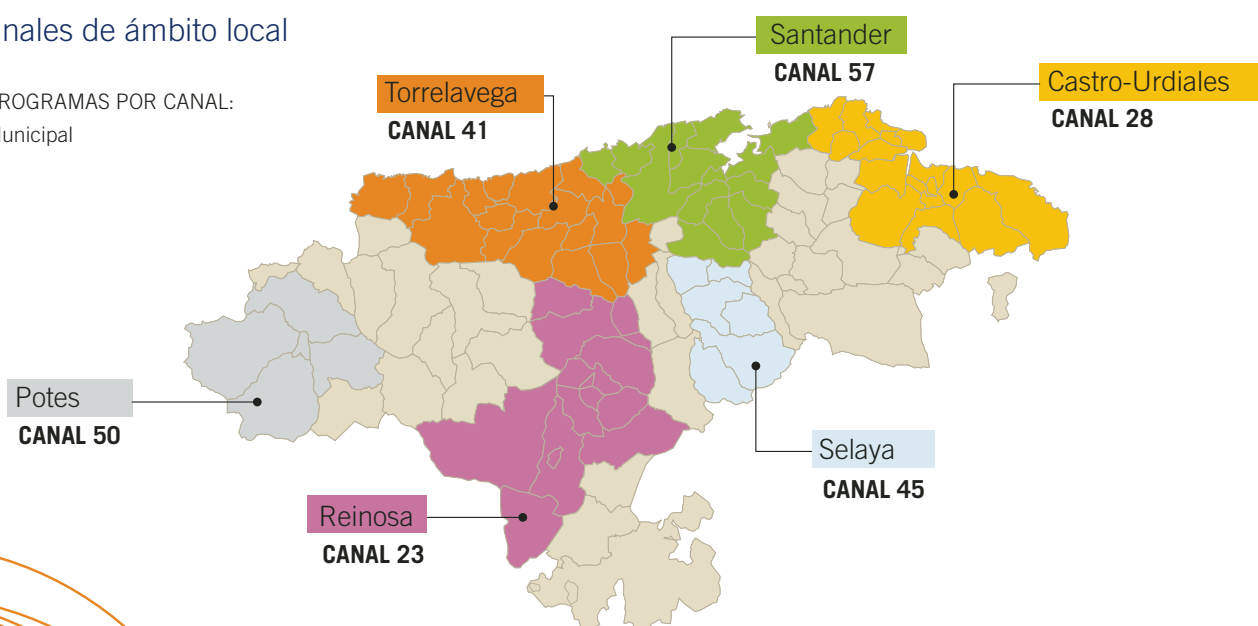 nales de ámbito local
ROGRAMAS POR CANAL:
unicipal
Santander
CANAL 57
Torrelavega
CANAL 41
Castro-Urdiales
CANAL 28
Potes
CANAL 50
Selaya
CANAL 45
Reinosa
CANAL 23